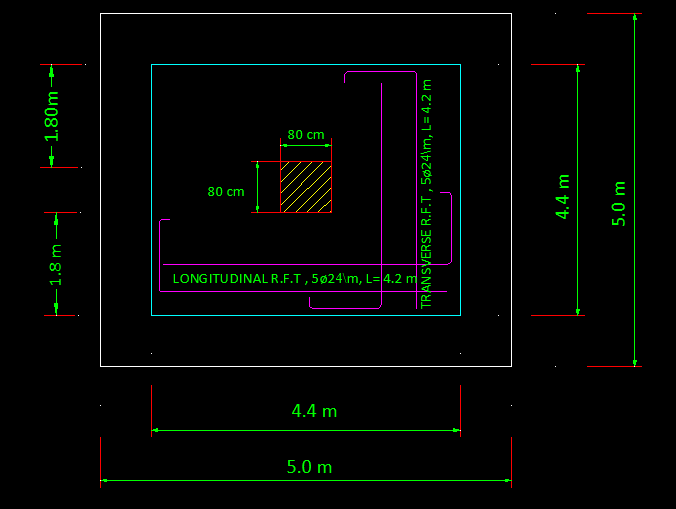 1.80m
80 cm
80 cm
1.8 m
LONGITUDINAL R.F.T , 5ø24\m, L= 4.2 m
TRANSVERSE R.F.T , 5ø24\m, L= 4.2 m
4.4 m
5.0 m
4.4 m
5.0 m